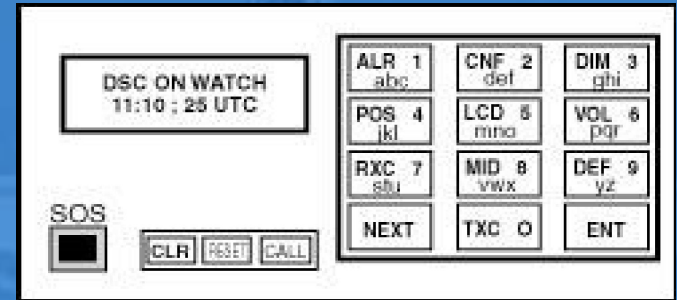 DSC ON WATCH
11:10 ; 25 UTC
ALR 1
abc
CNF 2
def
DIM 3
ghi
POS 4
jkl
LCD 5
mno
VOL 6
pqr
RXC 7
stu
MID 8
vwx
DEF 9
yz
NEXT
TXC O
ENT
SOS
CLR RESET CALL